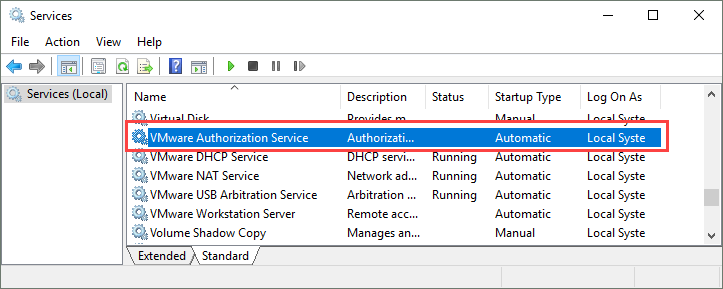 Services
File Action View Help
Services (Local)
Name Description Status Startup Type Log On As
Virtual Disk Provides m... Manual Local Syste
VMware Authorization Service Authorizati... Automatic Local Syste
VMware DHCP Service DHCP servi... Running Automatic Local Syste
VMware NAT Service Network ad... Running Automatic Local Syste
VMware USB Arbitration Service Arbitration ... Running Automatic Local Syste
VMware Workstation Server Remote acc... Automatic Local Syste
Volume Shadow Copy Manages an... Manual Local Syste
Extended Standard